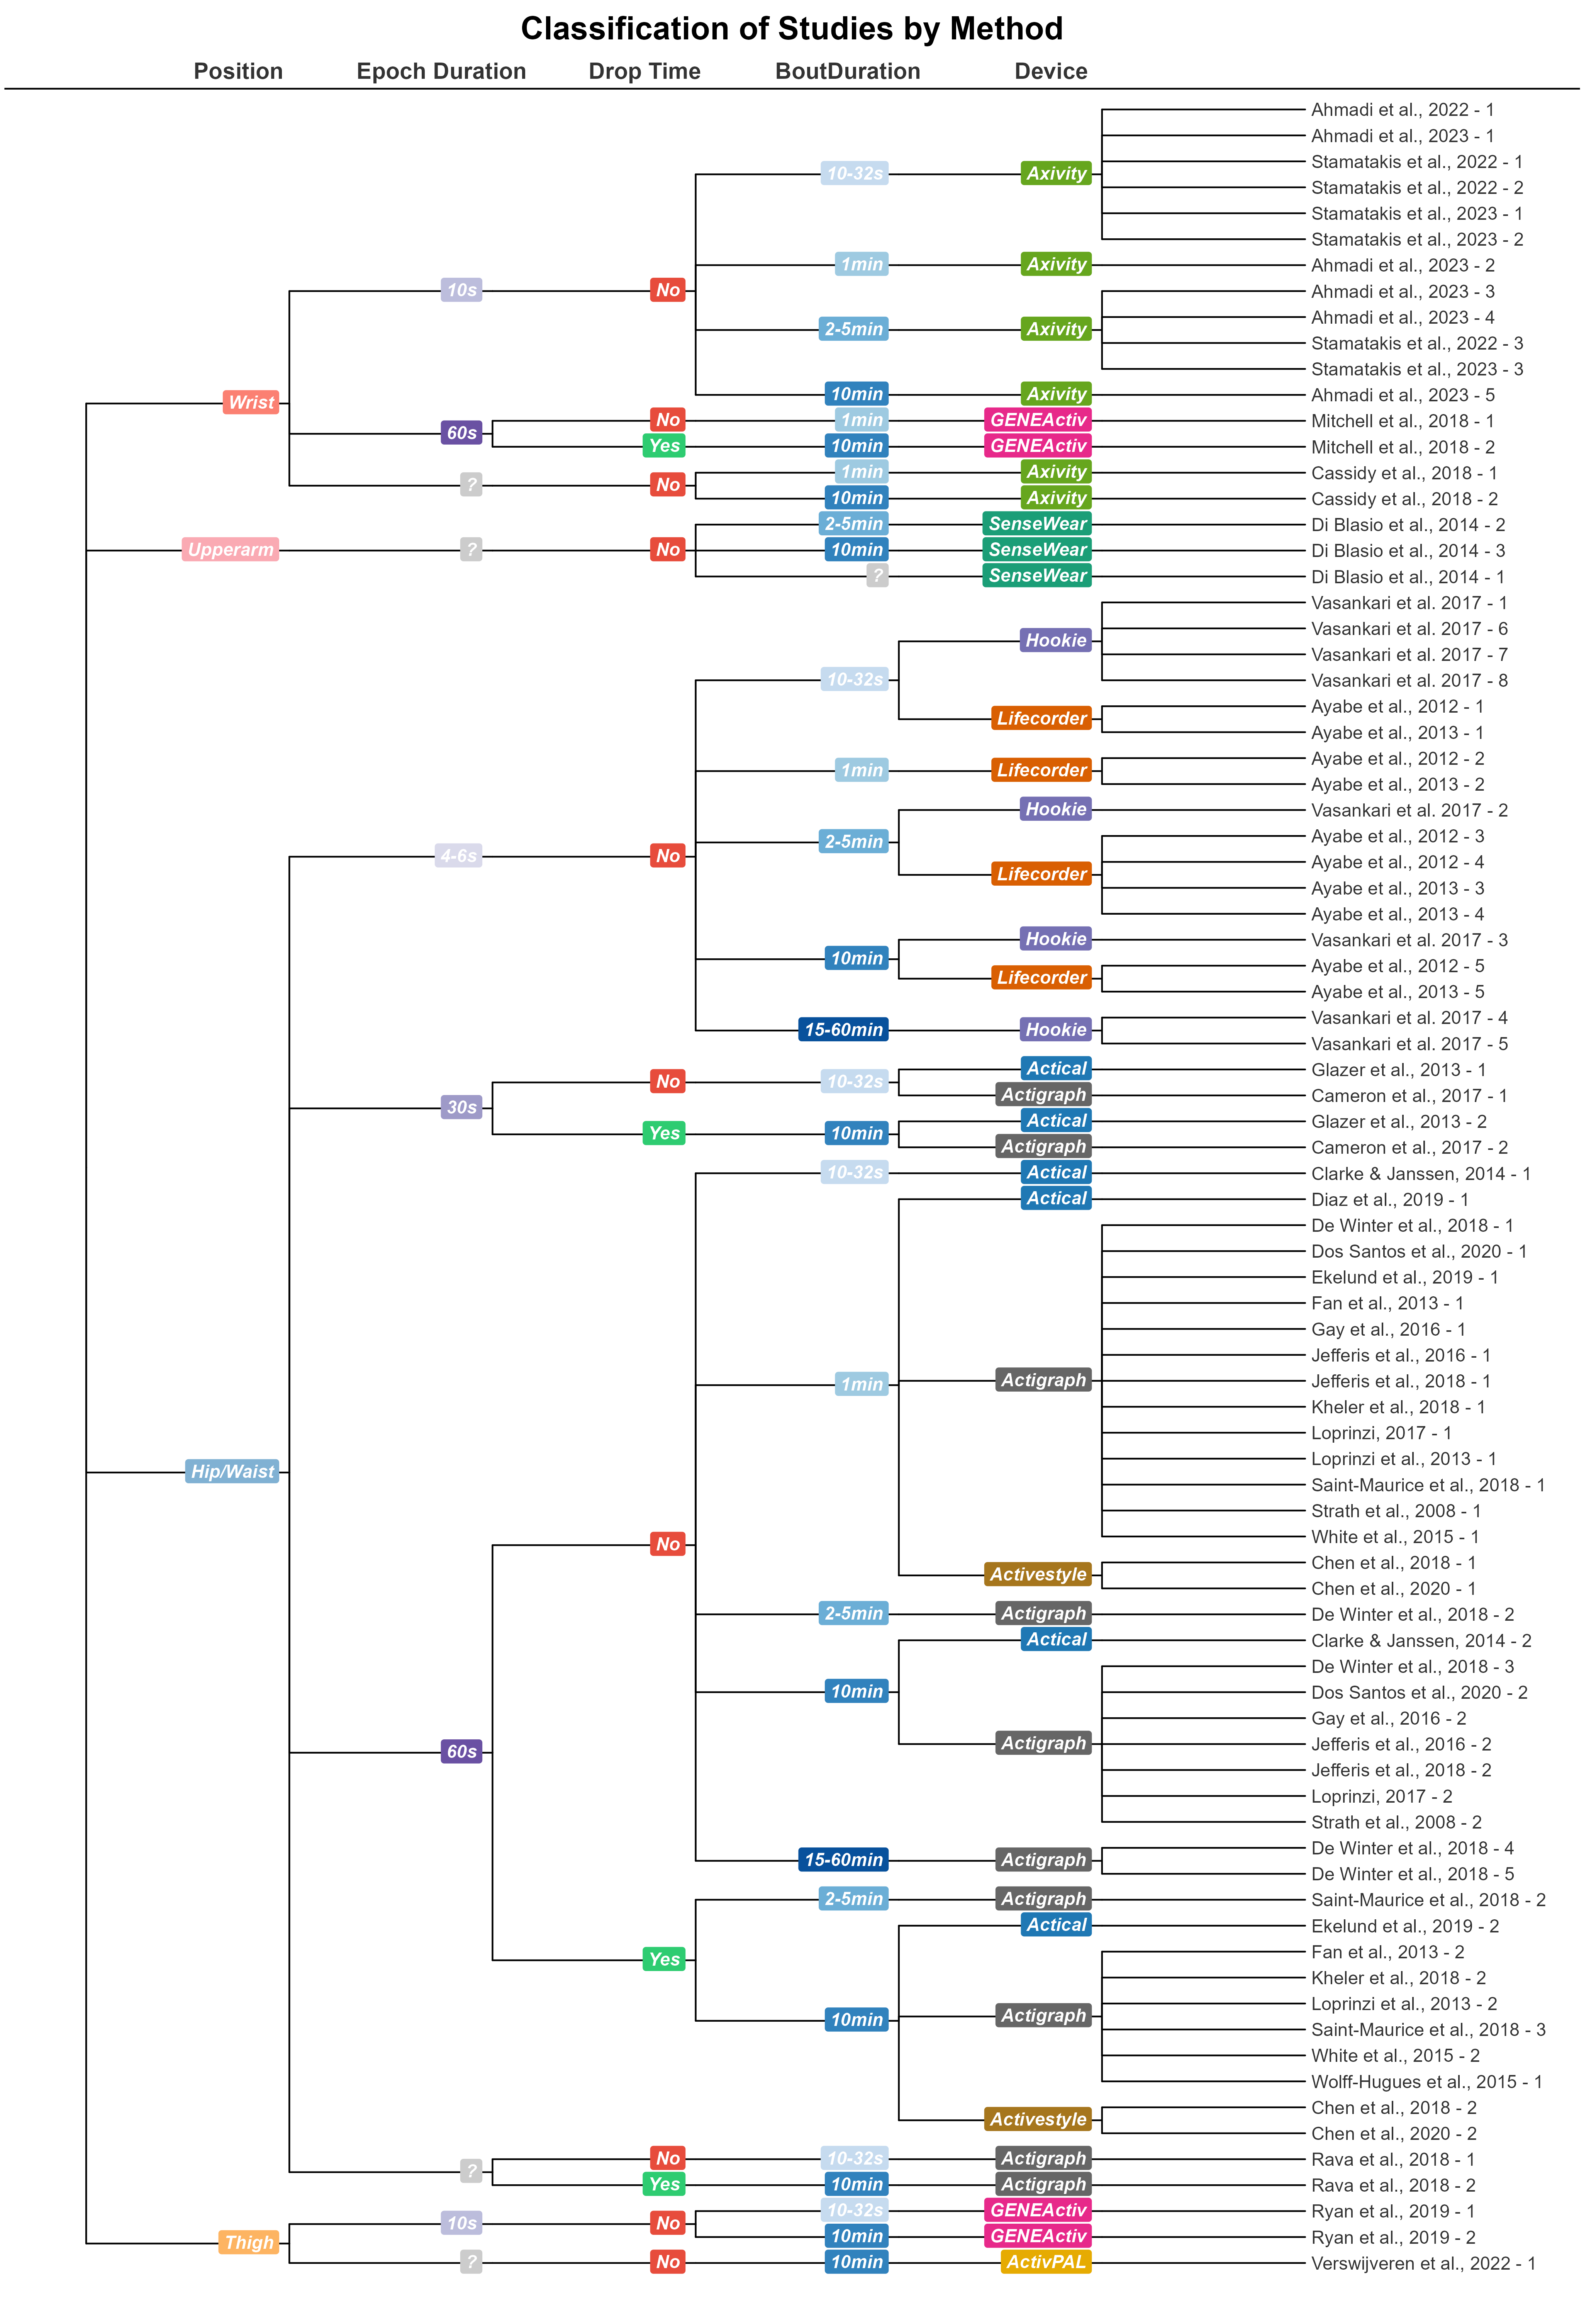 Classification of Studies by Method
Position Epoch Duration Drop Time BoutDuration Device
Ahmadi et al., 2022 - 1
Ahmadi et al., 2023 - 1
Stamatakis et al., 2022 - 1
10-32s Axivity
Stamatakis et al., 2022 - 2
Stamatakis et al., 2023 - 1
Stamatakis et al., 2023 - 2
1min Axivity Ahmadi et al., 2023 - 2
10s No Ahmadi et al., 2023 - 3
Ahmadi et al., 2023 - 4
2-5min Axivity
Stamatakis et al., 2022 - 3
Stamatakis et al., 2023 - 3
10min Axivity Ahmadi et al., 2023 - 5
Wrist
No 1min GENEActiv Mitchell et al., 2018 - 1
60s
Yes 10min GENEActiv Mitchell et al., 2018 - 2
1min Axivity Cassidy et al., 2018 - 1
? No
10min Axivity Cassidy et al., 2018 - 2
2-5min SenseWear Di Blasio et al., 2014 - 2
Upperarm ? No 10min SenseWear Di Blasio et al., 2014 - 3
? SenseWear Di Blasio et al., 2014 - 1
Vasankari et al. 2017 - 1
Vasankari et al. 2017 - 6
Hookie
Vasankari et al. 2017 - 7
10-32s Vasankari et al. 2017 - 8
Ayabe et al., 2012 - 1
Lifecorder
Ayabe et al., 2013 - 1
Ayabe et al., 2012 - 2
1min Lifecorder
Ayabe et al., 2013 - 2
Hookie Vasankari et al. 2017 - 2
Ayabe et al., 2012 - 3
2-5min
4-6s No Ayabe et al., 2012 - 4
Lifecorder
Ayabe et al., 2013 - 3
Ayabe et al., 2013 - 4
Hookie Vasankari et al. 2017 - 3
10min
Ayabe et al., 2012 - 5
Lifecorder
Ayabe et al., 2013 - 5
Vasankari et al. 2017 - 4
15-60min Hookie
Vasankari et al. 2017 - 5
Actical Glazer et al., 2013 - 1
No 10-32s
Actigraph Cameron et al., 2017 - 1
30s
Actical Glazer et al., 2013 - 2
Yes 10min
Actigraph Cameron et al., 2017 - 2
10-32s Actical Clarke & Janssen, 2014 - 1
Actical Diaz et al., 2019 - 1
De Winter et al., 2018 - 1
Dos Santos et al., 2020 - 1
Ekelund et al., 2019 - 1
Fan et al., 2013 - 1
Gay et al., 2016 - 1
Jefferis et al., 2016 - 1
1min Actigraph Jefferis et al., 2018 - 1
Kheler et al., 2018 - 1
Loprinzi, 2017 - 1
Loprinzi et al., 2013 - 1
Hip/Waist
Saint-Maurice et al., 2018 - 1
Strath et al., 2008 - 1
White et al., 2015 - 1
No
Chen et al., 2018 - 1
Activestyle
Chen et al., 2020 - 1
2-5min Actigraph De Winter et al., 2018 - 2
Actical Clarke & Janssen, 2014 - 2
De Winter et al., 2018 - 3
10min Dos Santos et al., 2020 - 2
Gay et al., 2016 - 2
60s Actigraph Jefferis et al., 2016 - 2
Jefferis et al., 2018 - 2
Loprinzi, 2017 - 2
Strath et al., 2008 - 2
De Winter et al., 2018 - 4
15-60min Actigraph
De Winter et al., 2018 - 5
2-5min Actigraph Saint-Maurice et al., 2018 - 2
Actical Ekelund et al., 2019 - 2
Yes
Fan et al., 2013 - 2
Kheler et al., 2018 - 2
Loprinzi et al., 2013 - 2
10min Actigraph
Saint-Maurice et al., 2018 - 3
White et al., 2015 - 2
Wolff-Hugues et al., 2015 - 1
Chen et al., 2018 - 2
Activestyle
Chen et al., 2020 - 2
No 10-32s Actigraph Rava et al., 2018 - 1
?
Yes 10min Actigraph Rava et al., 2018 - 2
10-32s GENEActiv Ryan et al., 2019 - 1
10s No
10min GENEActiv Ryan et al., 2019 - 2
Thigh
? No 10min ActivPAL Verswijveren et al., 2022 - 1